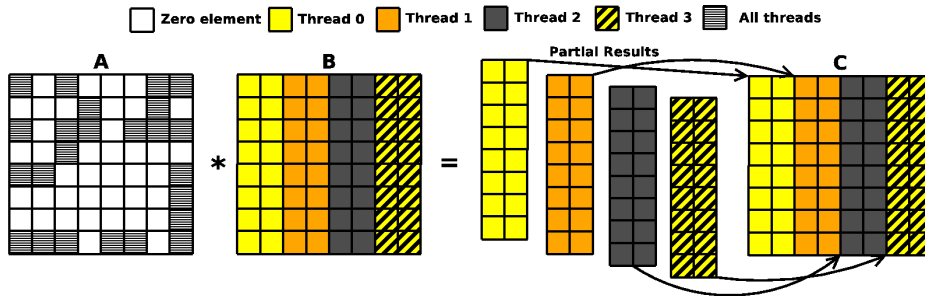 Zero element Thread 0 Thread 1 Thread 2 Thread 3 All threads
Partial Results
A B C
* =